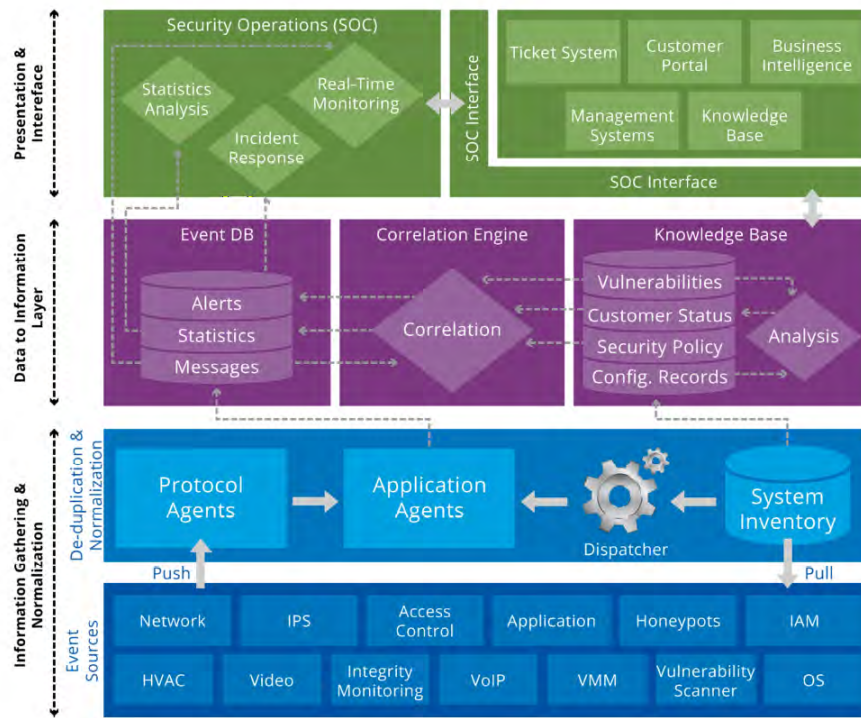 Presentation &
Intereface
Security Operations (SOC)
Statistics
Analysis
Real-Time
Monitoring
Incident
Response
SOC Interface
Ticket System
Customer
Portal
Business
Intelligence
Management
Systems
Knowledge
Base
SOC Interface
Data to Information
Layer
Event DB
Alerts
Statistics
Messages
Correlation Engine
Correlation
Knowledge Base
Vulnerabilities
Customer Status
Security Policy
Config. Records
Analysis
Information Gathering &
Normalization
De-duplication &
Normalization
Protocol
Agents
Application
Agents
Dispatcher
System
Inventory
Push
Pull
Event
Sources
Network
IPS
Access
Control
Application
Honeypots
IAM
HVAC
Video
Integrity
Monitoring
VoIP
VMM
Vulnerability
Scanner
OS